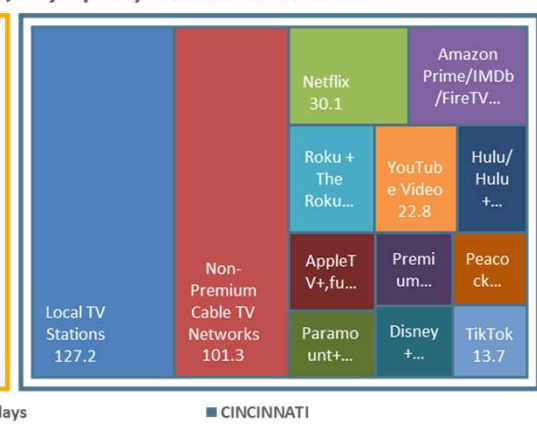 Netflix
30.1
Amazon
Prime/IMDb
/FireTV...
Roku +
The
Roku...
YouTub
e Video
22.8
Hulu/
Hulu
+...
Local TV
Stations
127.2
Non-
Premium
Cable TV
Networks
101.3
AppleT
V+,fu...
Premi
um...
Peaco
ck...
Paramo
unt+...
Disney
+...
TikTok
13.7
lays
CINCINNATI